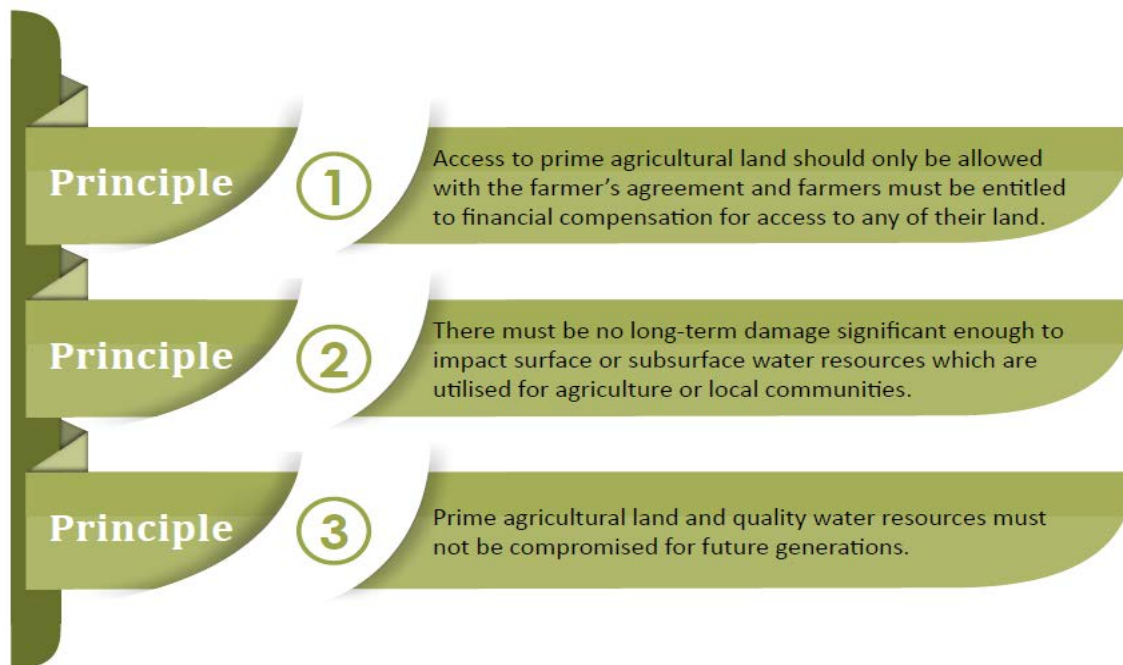 Principle
1
Access to prime agricultural land should only be allowed
with the farmer’s agreement and farmers must be entitled
to financial compensation for access to any of their land.
Principle
2
There must be no long-term damage significant enough to
impact surface or subsurface water resources which are
utilised for agriculture or local communities.
Principle
3
Prime agricultural land and quality water resources must
not be compromised for future generations.